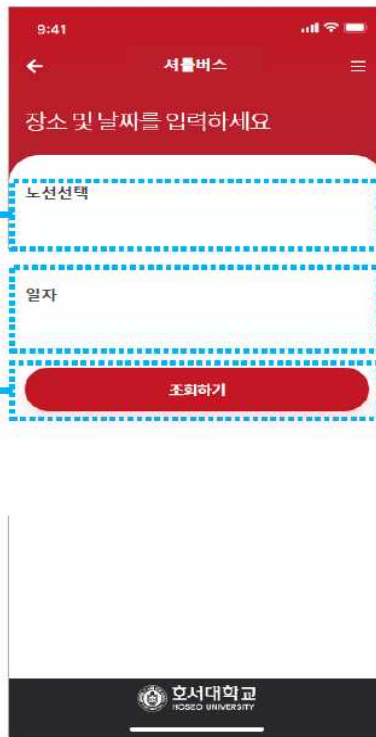 9:41
셔틀버스
장소 및 날짜를 입력하세요
노선선택
일자
조회하기
호서대학교
HOSEO UNIVERSITY